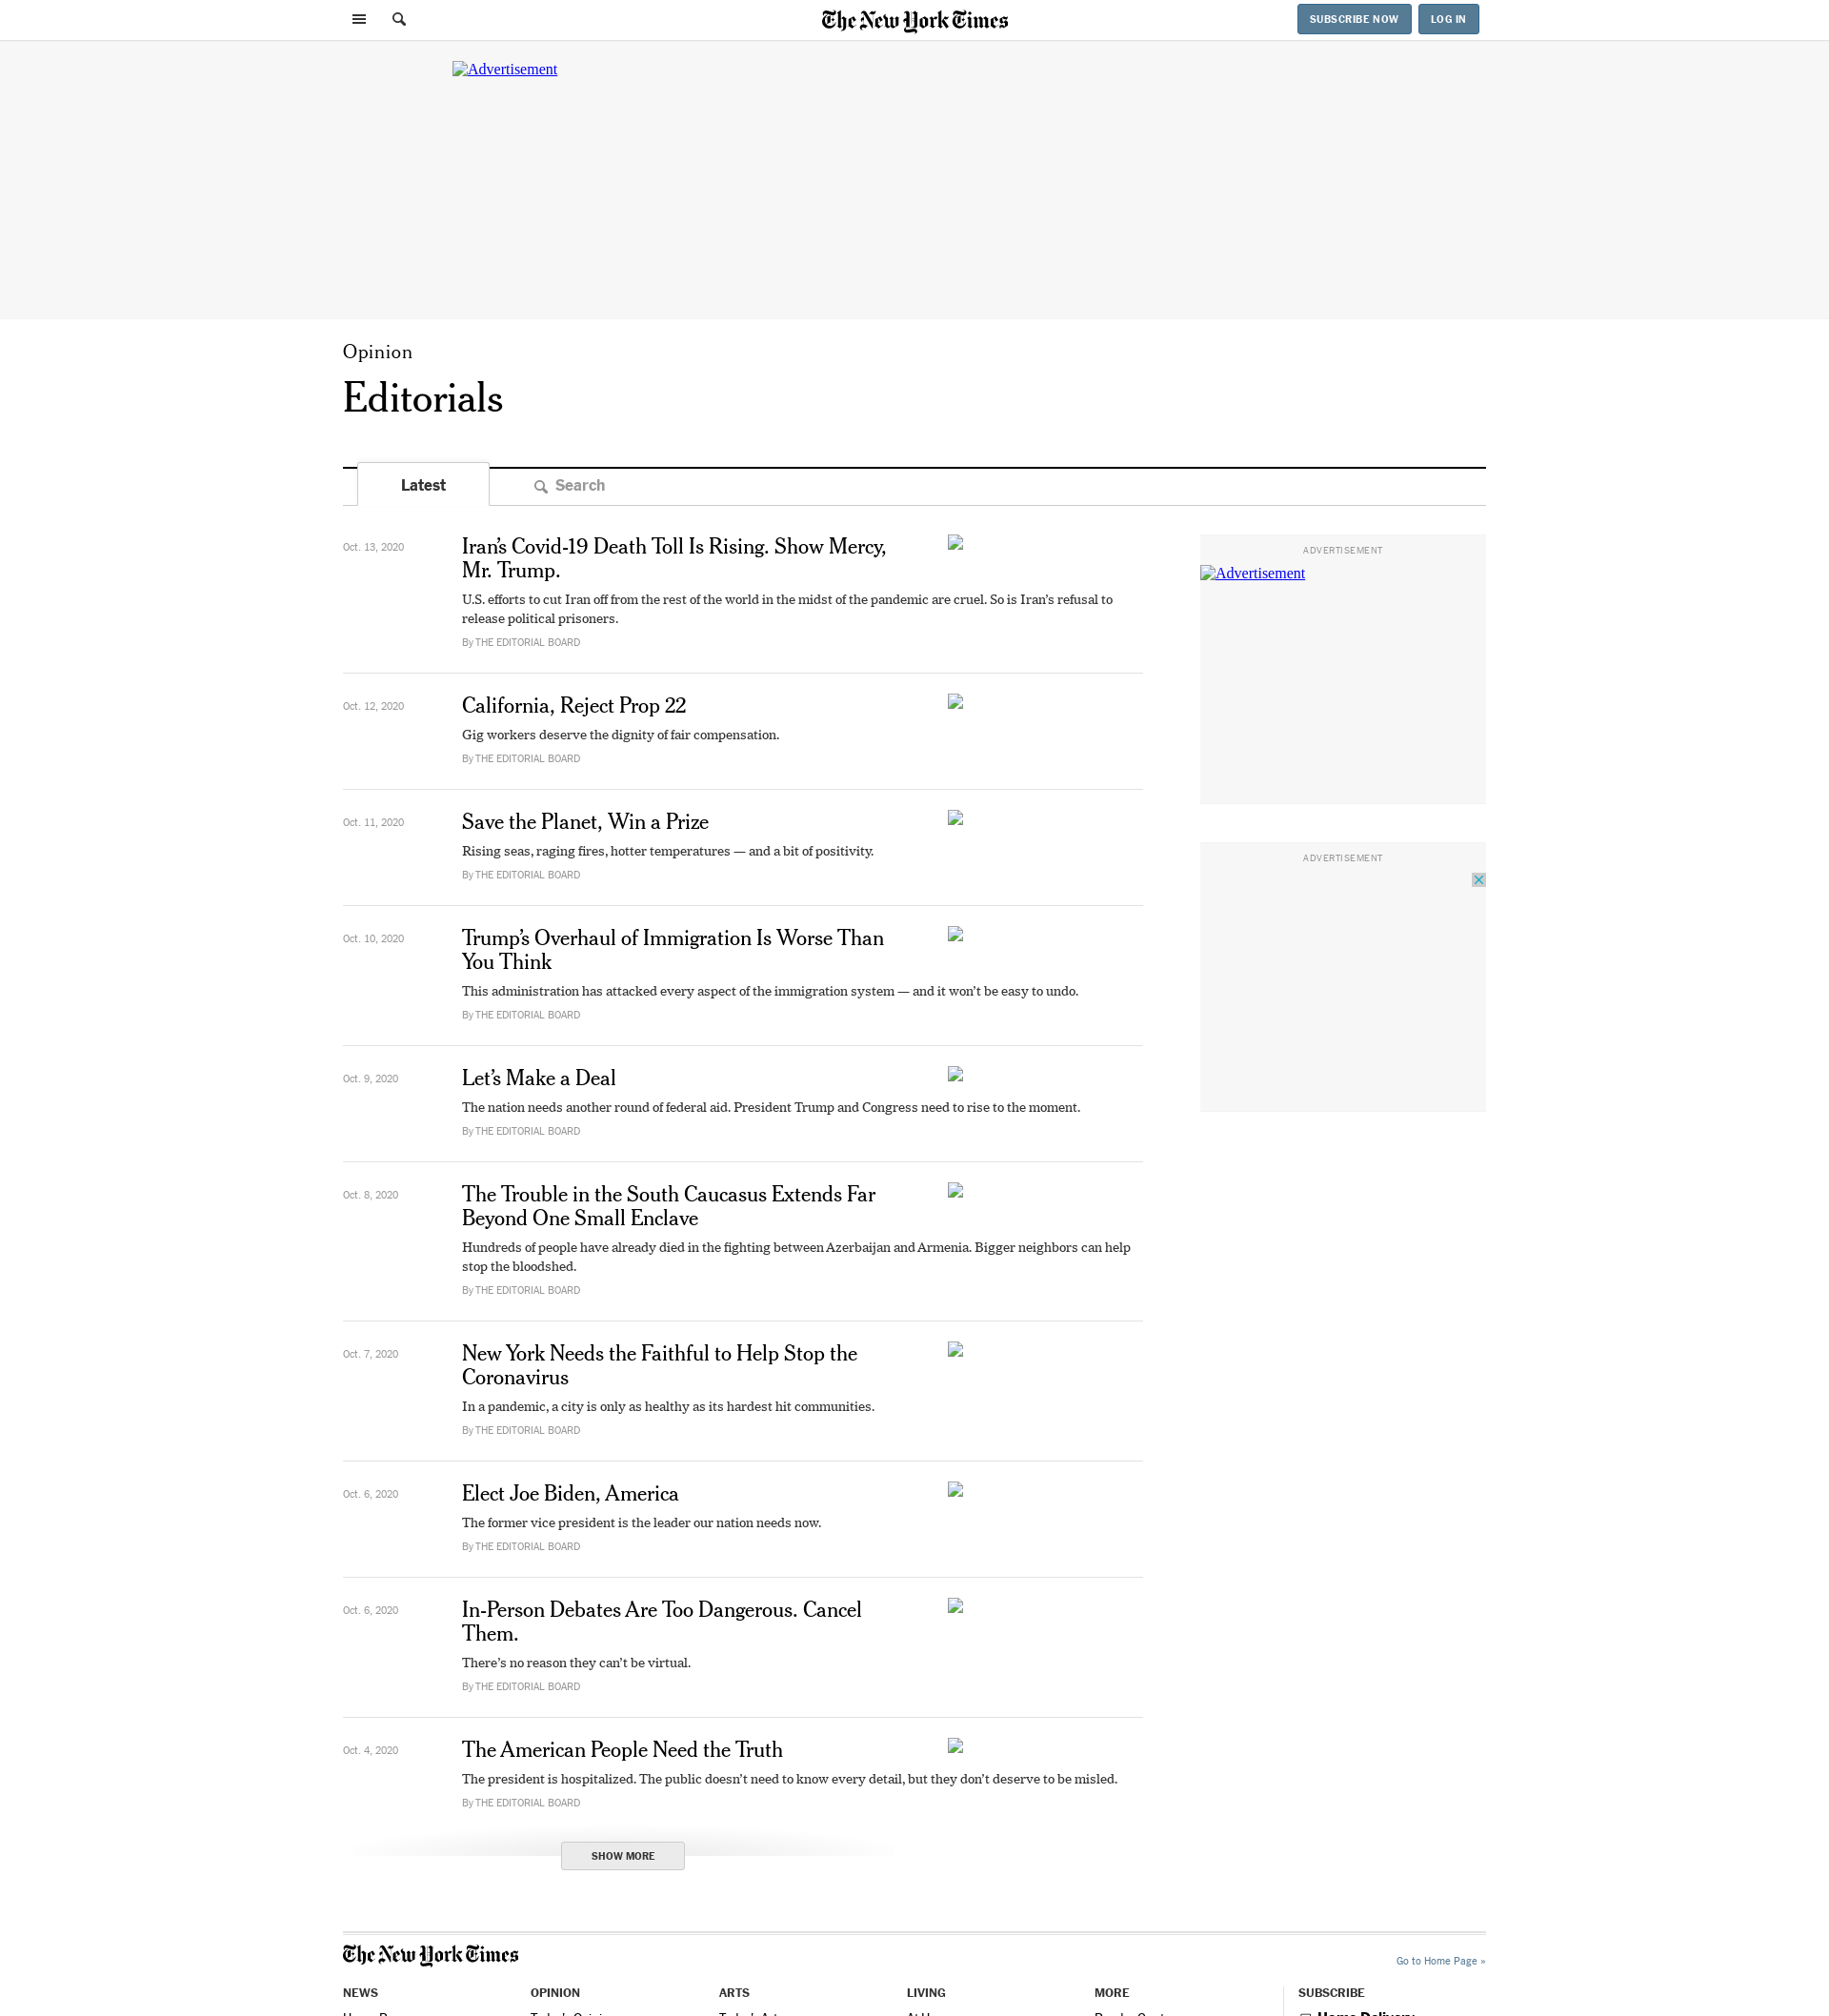 The New York Times
SUBSCRIBE NOW
LOG IN
Advertisement
Opinion
Editorials
Latest
Search
Oct. 13, 2020
Iran’s Covid-19 Death Toll Is Rising. Show Mercy,
Mr. Trump.
U.S. efforts to cut Iran off from the rest of the world in the midst of the pandemic are cruel. So is Iran’s refusal to
release political prisoners.
By THE EDITORIAL BOARD
ADVERTISEMENT
Advertisement
Oct. 12, 2020
California, Reject Prop 22
Gig workers deserve the dignity of fair compensation.
By THE EDITORIAL BOARD
Oct. 11, 2020
Save the Planet, Win a Prize
Rising seas, raging fires, hotter temperatures — and a bit of positivity.
By THE EDITORIAL BOARD
ADVERTISEMENT
Oct. 10, 2020
Trump’s Overhaul of Immigration Is Worse Than
You Think
This administration has attacked every aspect of the immigration system — and it won’t be easy to undo.
By THE EDITORIAL BOARD
Oct. 9, 2020
Let’s Make a Deal
The nation needs another round of federal aid. President Trump and Congress need to rise to the moment.
By THE EDITORIAL BOARD
Oct. 8, 2020
The Trouble in the South Caucasus Extends Far
Beyond One Small Enclave
Hundreds of people have already died in the fighting between Azerbaijan and Armenia. Bigger neighbors can help
stop the bloodshed.
By THE EDITORIAL BOARD
Oct. 7, 2020
New York Needs the Faithful to Help Stop the
Coronavirus
In a pandemic, a city is only as healthy as its hardest hit communities.
By THE EDITORIAL BOARD
Oct. 6, 2020
Elect Joe Biden, America
The former vice president is the leader our nation needs now.
By THE EDITORIAL BOARD
Oct. 6, 2020
In-Person Debates Are Too Dangerous. Cancel
Them.
There’s no reason they can’t be virtual.
By THE EDITORIAL BOARD
Oct. 4, 2020
The American People Need the Truth
The president is hospitalized. The public doesn’t need to know every detail, but they don’t deserve to be misled.
By THE EDITORIAL BOARD
SHOW MORE
The New York Times
Go to Home Page »
NEWS
OPINION
ARTS
LIVING
MORE
SUBSCRIBE
Home Delivery